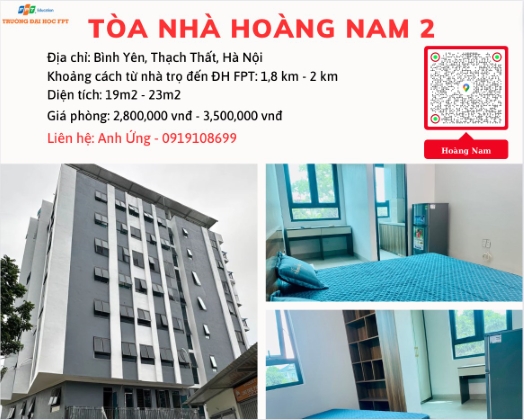 FPT Education
TRƯỜNG ĐẠI HỌC FPT
TÒA NHÀ HOÀNG NAM 2
Địa chỉ: Bình Yên, Thạch Thất, Hà Nội
Khoảng cách từ nhà trọ đến ĐH FPT: 1,8 km - 2 km
Diện tích: 19m2 - 23m2
Giá phòng: 2,800,000 vnđ - 3,500,000 vnđ
Liên hệ: Anh Ứng - 0919108699
Hoàng Nam